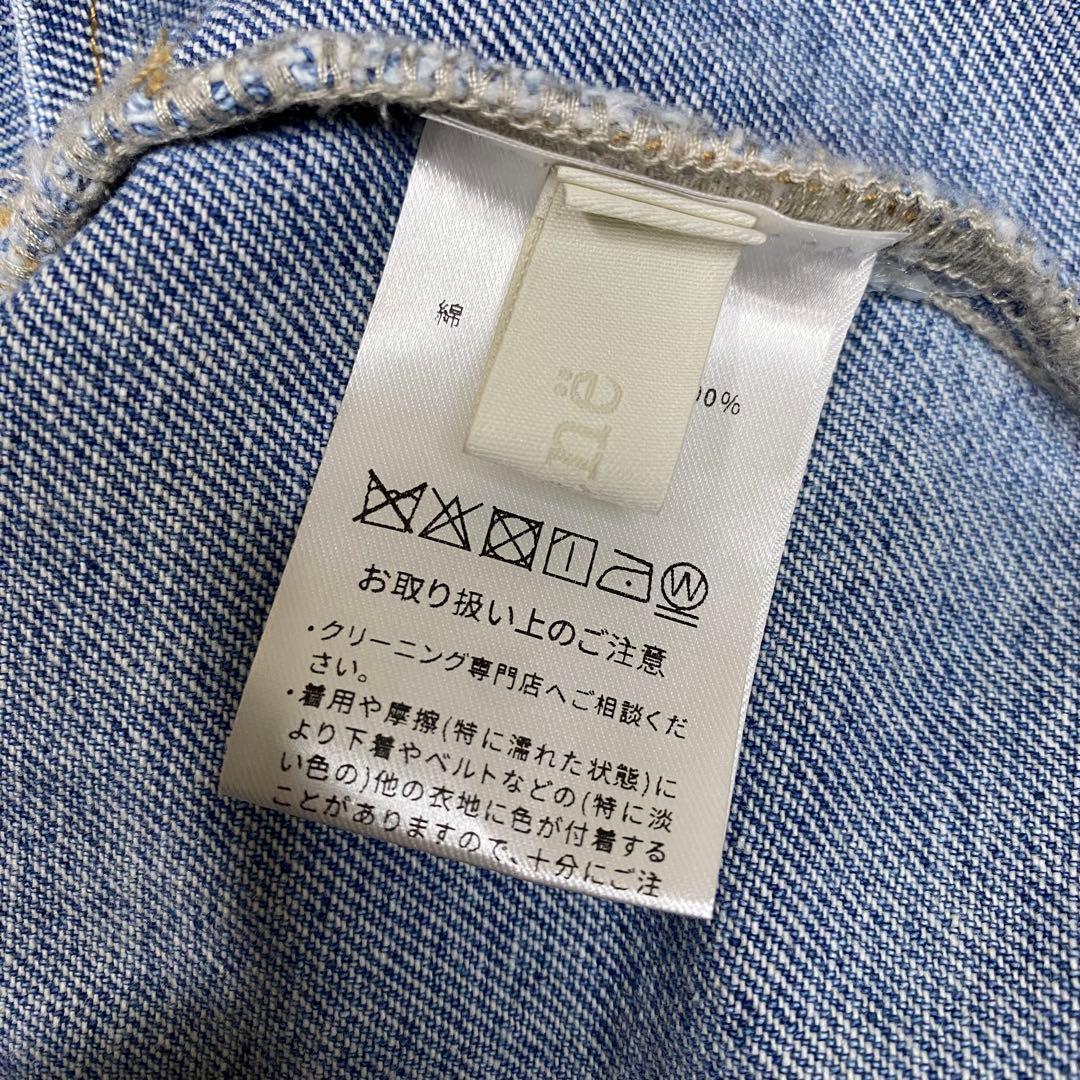 綿
00%
お取り扱い上のご注意
・クリーニング専門店へご相談くだ
さい。
・着用や摩擦(特に濡れた状態)に
より下着やベルトなどの(特に淡
い色の)他の衣地に色が付着する
ことがありますので、十分にご注